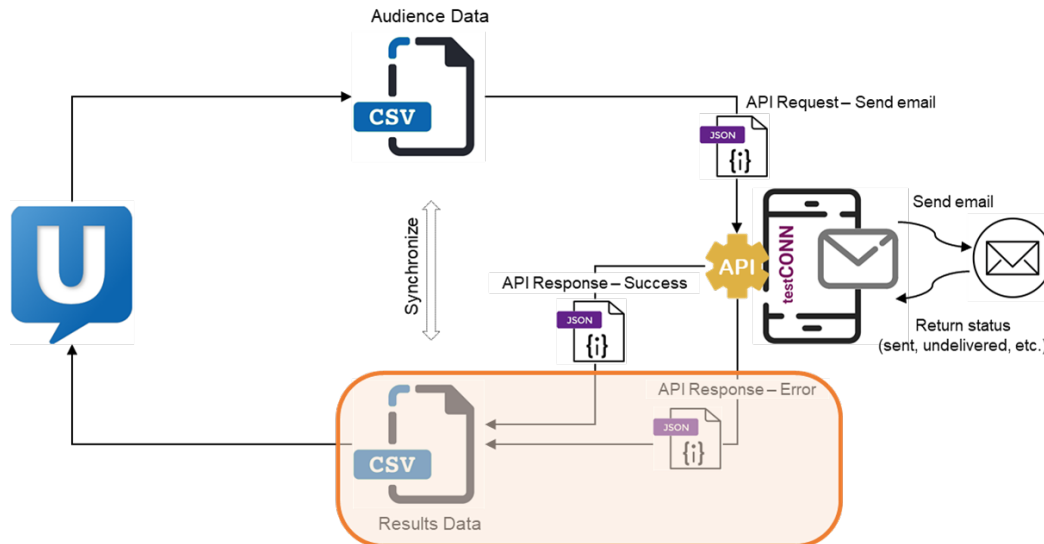 Audience Data
CSV
API Request – Send email
JSON
{i}
U
Synchronize
API
testCONN
Send email
API Response – Success
JSON
{i}
Return status
(sent, undelivered, etc.)
API Response – Error
JSON
{i}
CSV
Results Data